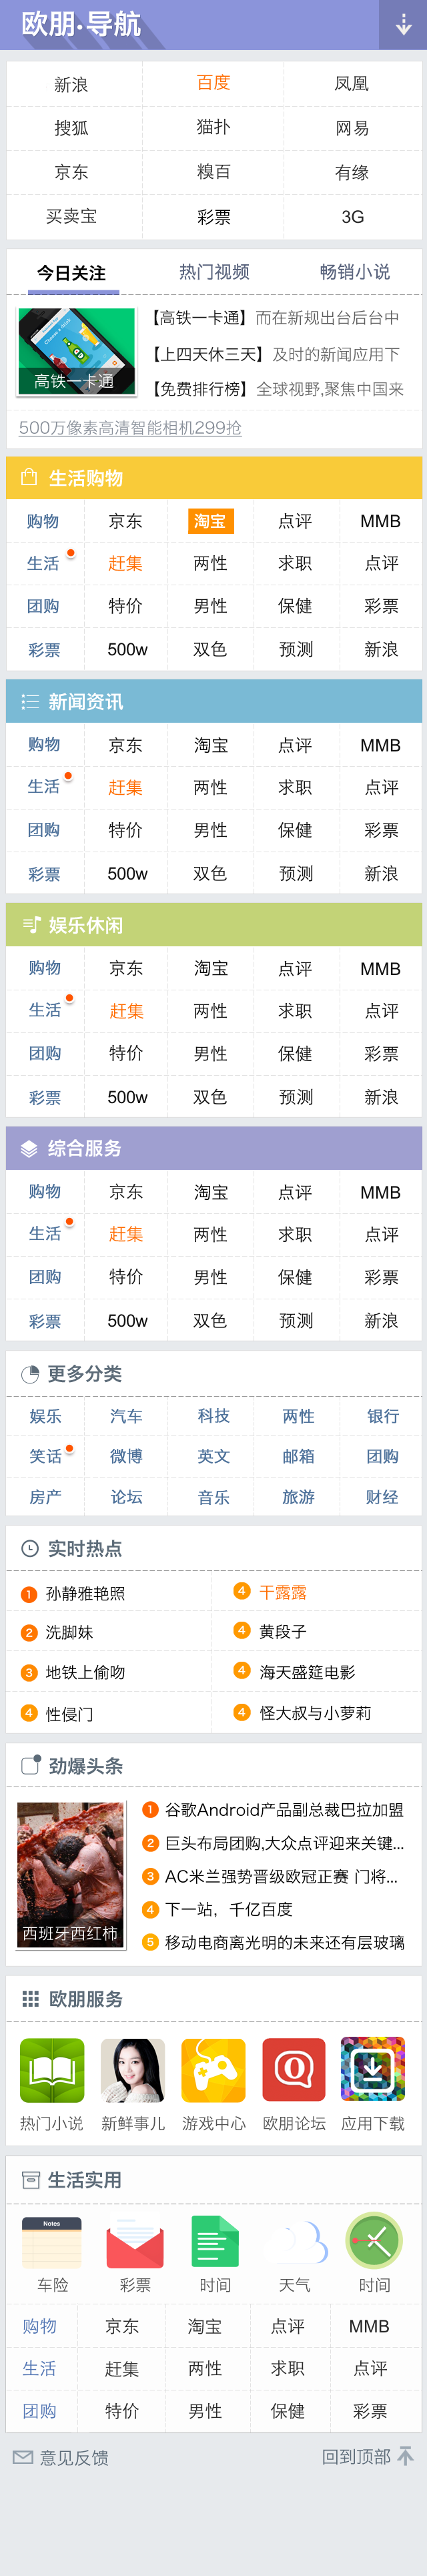 欧朋·导航
新浪 百度 凤凰
搜狐 猫扑 网易
京东 糗百 有缘
买卖宝 彩票 3G
今日关注 热门视频 畅销小说
高铁一卡通
【高铁一卡通】而在新规出台后台中
【上四天休三天】及时的新闻应用下
【免费排行榜】全球视野,聚焦中国来
500万像素高清智能相机299抢
生活购物
购物 京东 淘宝 点评 MMB
生活 赶集 两性 求职 点评
团购 特价 男性 保健 彩票
彩票 500w 双色 预测 新浪
新闻资讯
购物 京东 淘宝 点评 MMB
生活 赶集 两性 求职 点评
团购 特价 男性 保健 彩票
彩票 500w 双色 预测 新浪
娱乐休闲
购物 京东 淘宝 点评 MMB
生活 赶集 两性 求职 点评
团购 特价 男性 保健 彩票
彩票 500w 双色 预测 新浪
综合服务
购物 京东 淘宝 点评 MMB
生活 赶集 两性 求职 点评
团购 特价 男性 保健 彩票
彩票 500w 双色 预测 新浪
更多分类
娱乐 汽车 科技 两性 银行
笑话 微博 英文 邮箱 团购
房产 论坛 音乐 旅游 财经
实时热点
1 孙静雅艳照 4 干露露
2 洗脚妹 4 黄段子
3 地铁上偷吻 4 海天盛筵电影
4 性侵门 4 怪大叔与小萝莉
劲爆头条
西班牙西红柿
1 谷歌Android产品副总裁巴拉加盟
2 巨头布局团购,大众点评迎来关键...
3 AC米兰强势晋级欧冠正赛 门将...
4 下一站，千亿百度
5 移动电商离光明的未来还有层玻璃
欧朋服务
热门小说 新鲜事儿 游戏中心 欧朋论坛 应用下载
生活实用
Notes
车险 彩票 时间 天气 时间
购物 京东 淘宝 点评 MMB
生活 赶集 两性 求职 点评
团购 特价 男性 保健 彩票
意见反馈 回到顶部